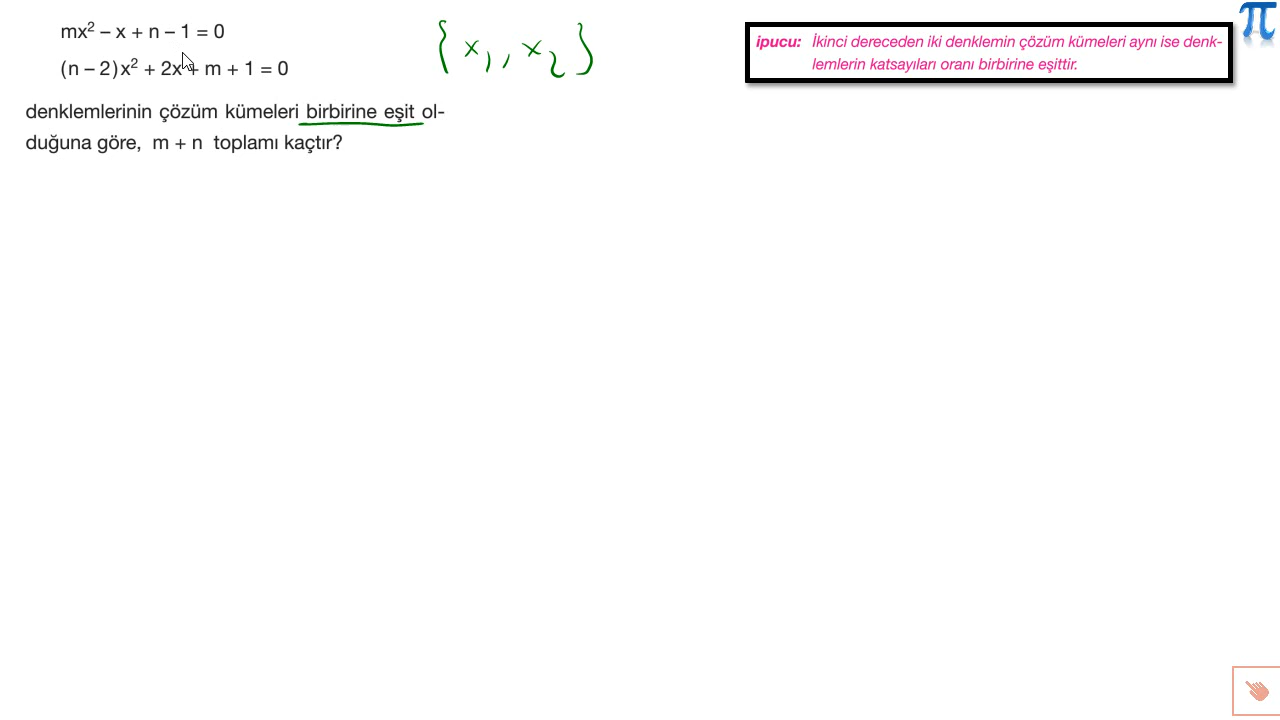 mx² – x + n – 1 = 0
(n – 2)x² + 2x + m + 1 = 0
denklemlerinin çözüm kümeleri birbirine eşit ol-
duğuna göre, m + n toplamı kaçtır?
{x₁, x₂}
ipucu: İkinci dereceden iki denklemin çözüm kümeleri aynı ise denk-
lemlerin katsayıları oranı birbirine eşittir.
π